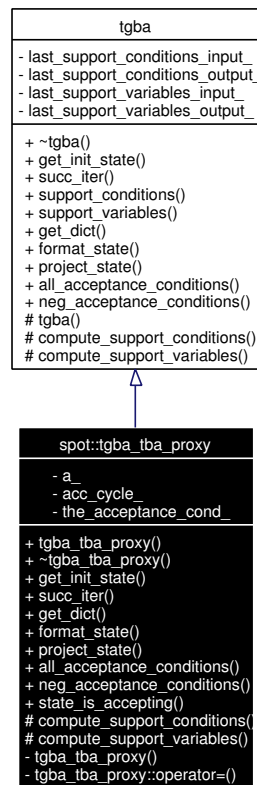 tgba
- last_support_conditions_input_
- last_support_conditions_output_
- last_support_variables_input_
- last_support_variables_output_
+ ~tgba()
+ get_init_state()
+ succ_iter()
+ support_conditions()
+ support_variables()
+ get_dict()
+ format_state()
+ project_state()
+ all_acceptance_conditions()
+ neg_acceptance_conditions()
# tgba()
# compute_support_conditions()
# compute_support_variables()
spot::tgba_tba_proxy
- a_
- acc_cycle_
- the_acceptance_cond_
+ tgba_tba_proxy()
+ ~tgba_tba_proxy()
+ get_init_state()
+ succ_iter()
+ get_dict()
+ format_state()
+ project_state()
+ all_acceptance_conditions()
+ neg_acceptance_conditions()
+ state_is_accepting()
# compute_support_conditions()
# compute_support_variables()
- tgba_tba_proxy()
- tgba_tba_proxy::operator=()